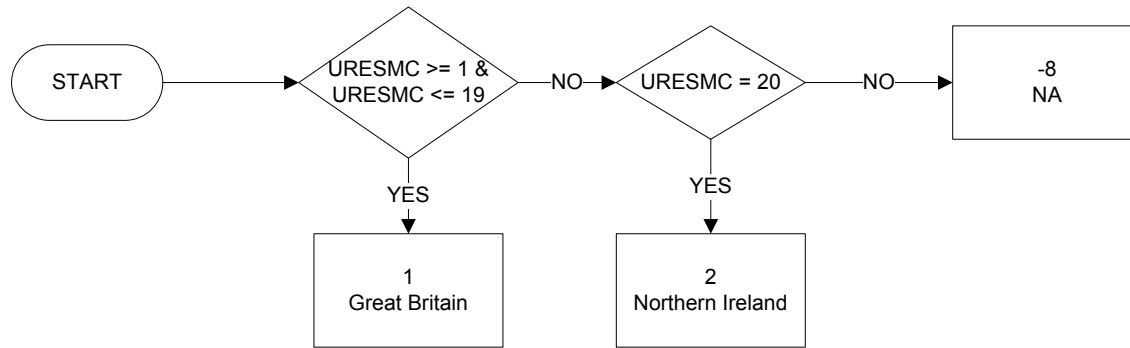 START
URESMC >= 1 &
URESMC <= 19
NO
URESMC = 20
NO
-8
NA
YES
YES
1
Great Britain
2
Northern Ireland